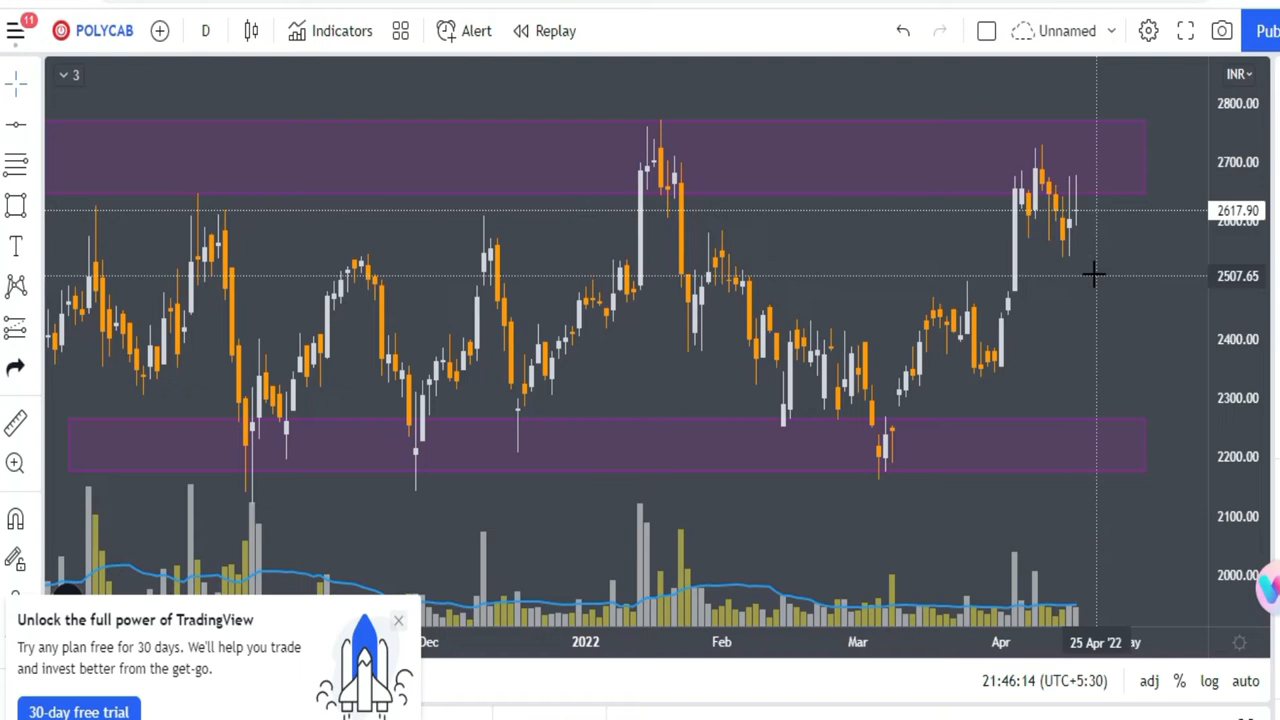 11
POLYCAB
D
Indicators
Alert
Replay
Unnamed
Pub
3
INR
2800.00
2700.00
2617.90
2600.00
2507.65
2400.00
2300.00
2200.00
2100.00
2000.00
Unlock the full power of TradingView
Try any plan free for 30 days. We'll help you trade
and invest better from the get-go.
30-day free trial
Dec
2022
Feb
Mar
Apr
25 Apr '22
ay
21:46:14 (UTC+5:30)
adj
%
log
auto